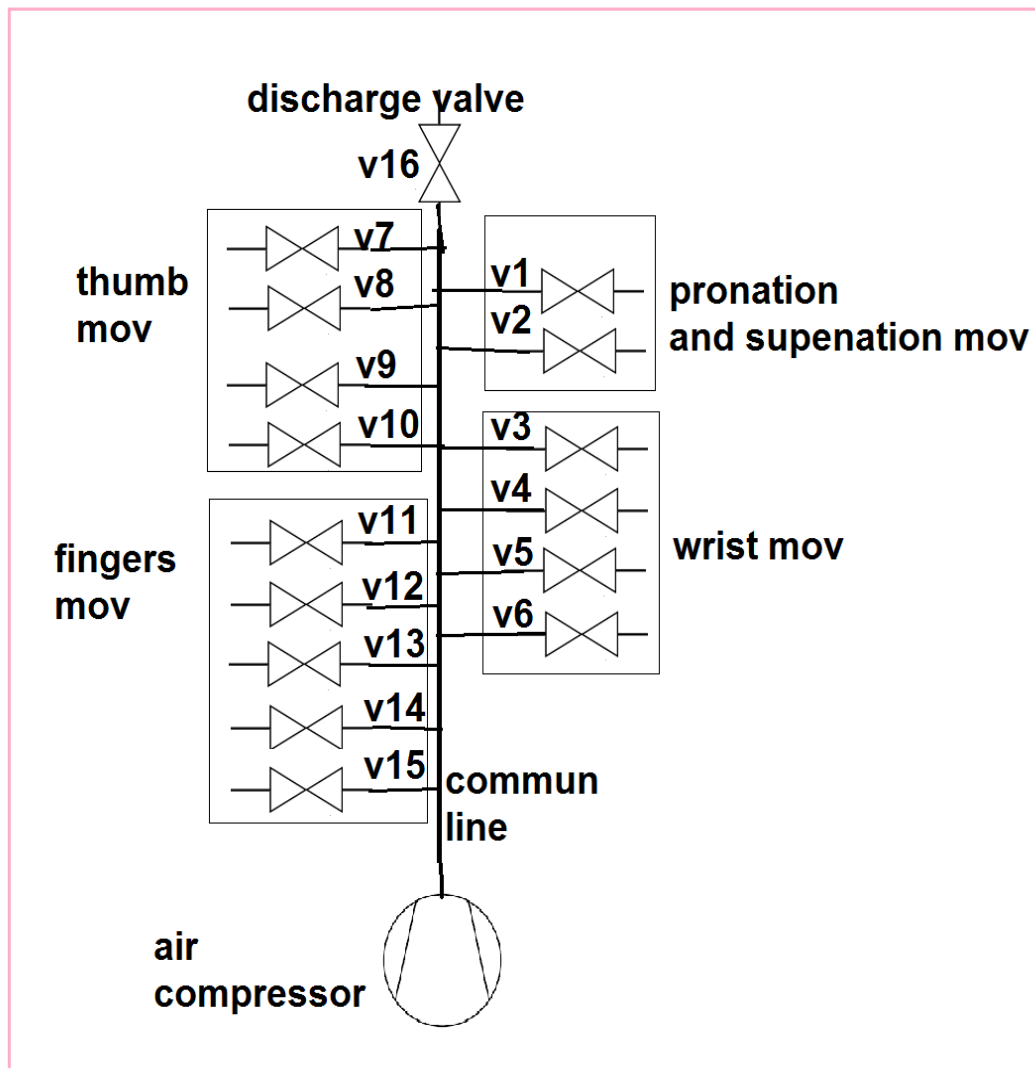 discharge valve
v16
thumb
mov
v7
v8
v9
v10
v1
v2
pronation
and supenation mov
v3
v4
v5
v6
wrist mov
fingers
mov
v11
v12
v13
v14
v15
commun
line
air
compressor